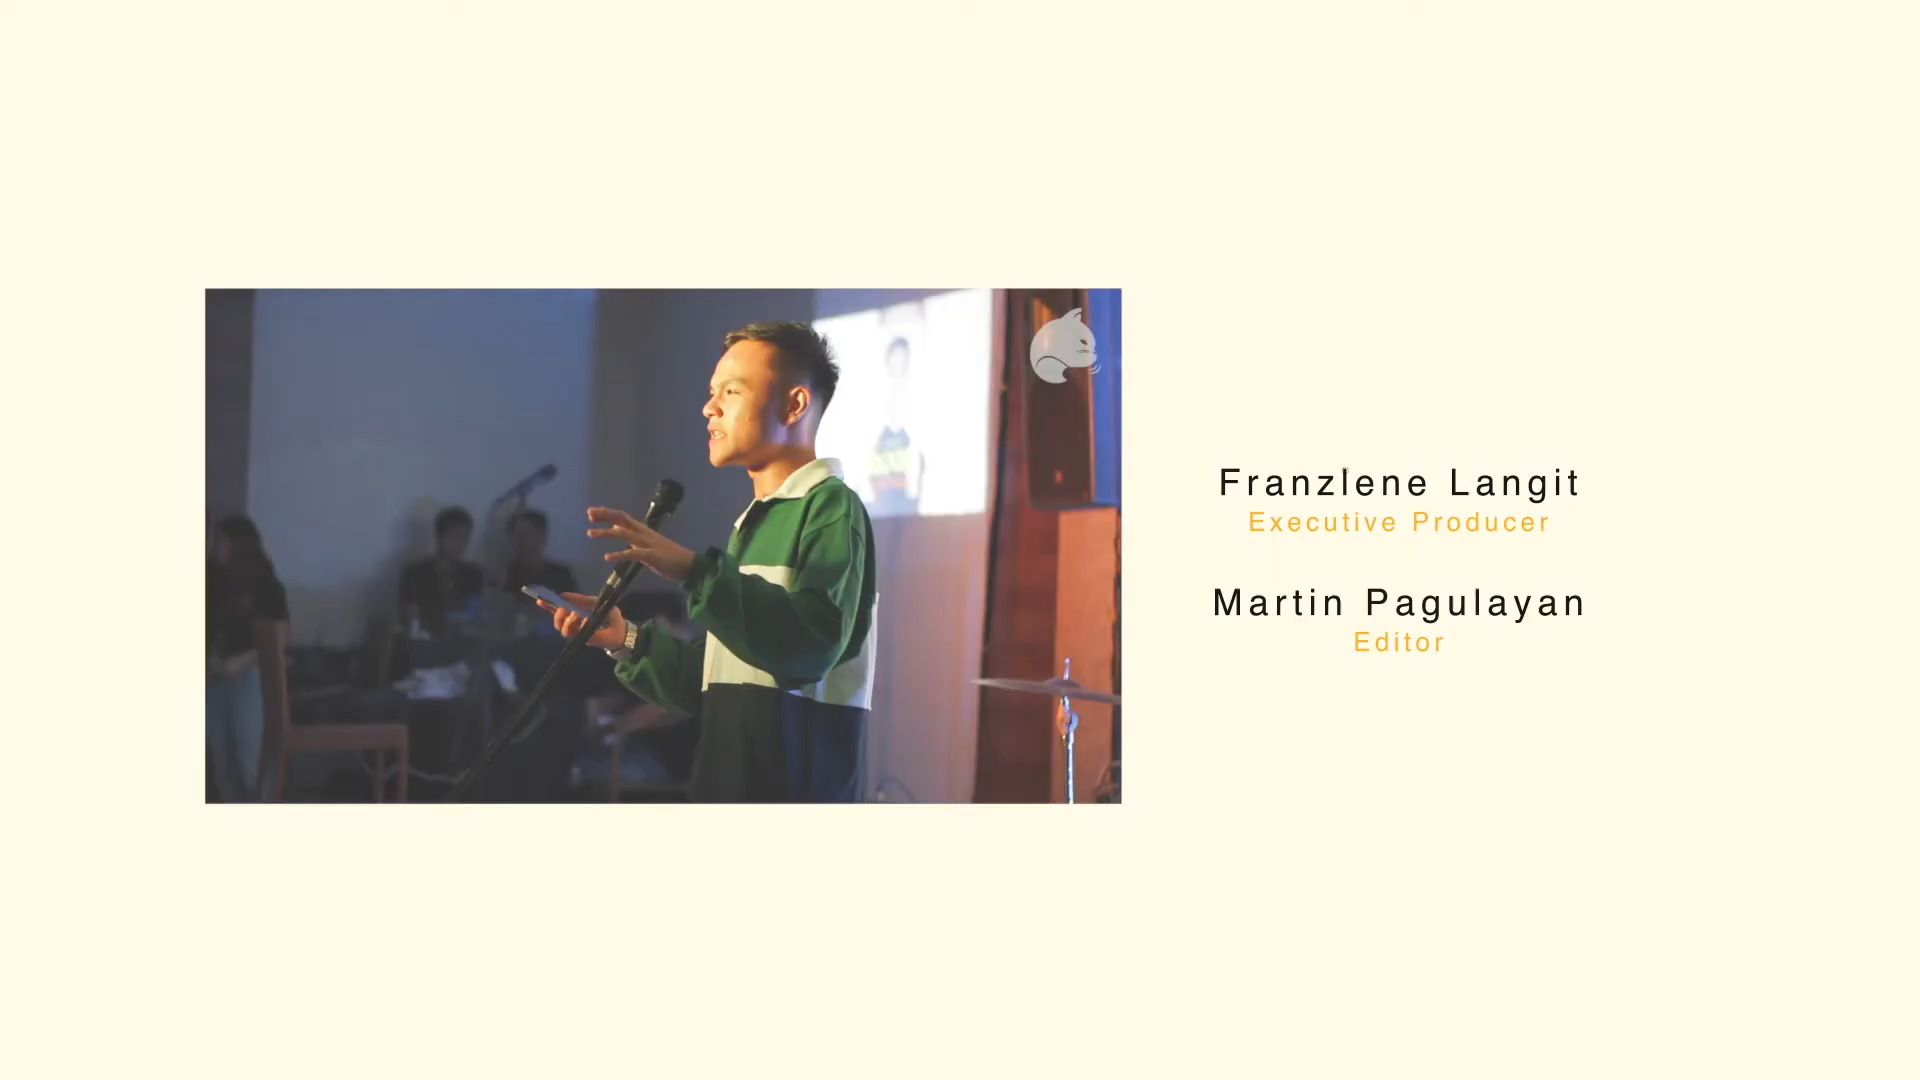 Franzlene Langit
Executive Producer
Martin Pagulayan
Editor